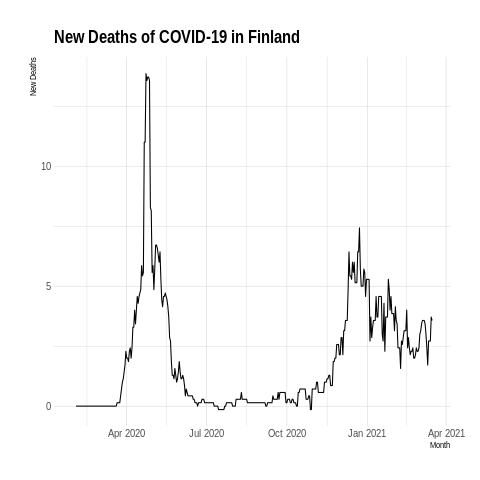 New Deaths of COVID-19 in Finland
New Deaths
10
5
0
Apr 2020 Jul 2020 Oct 2020 Jan 2021 Apr 2021
Month